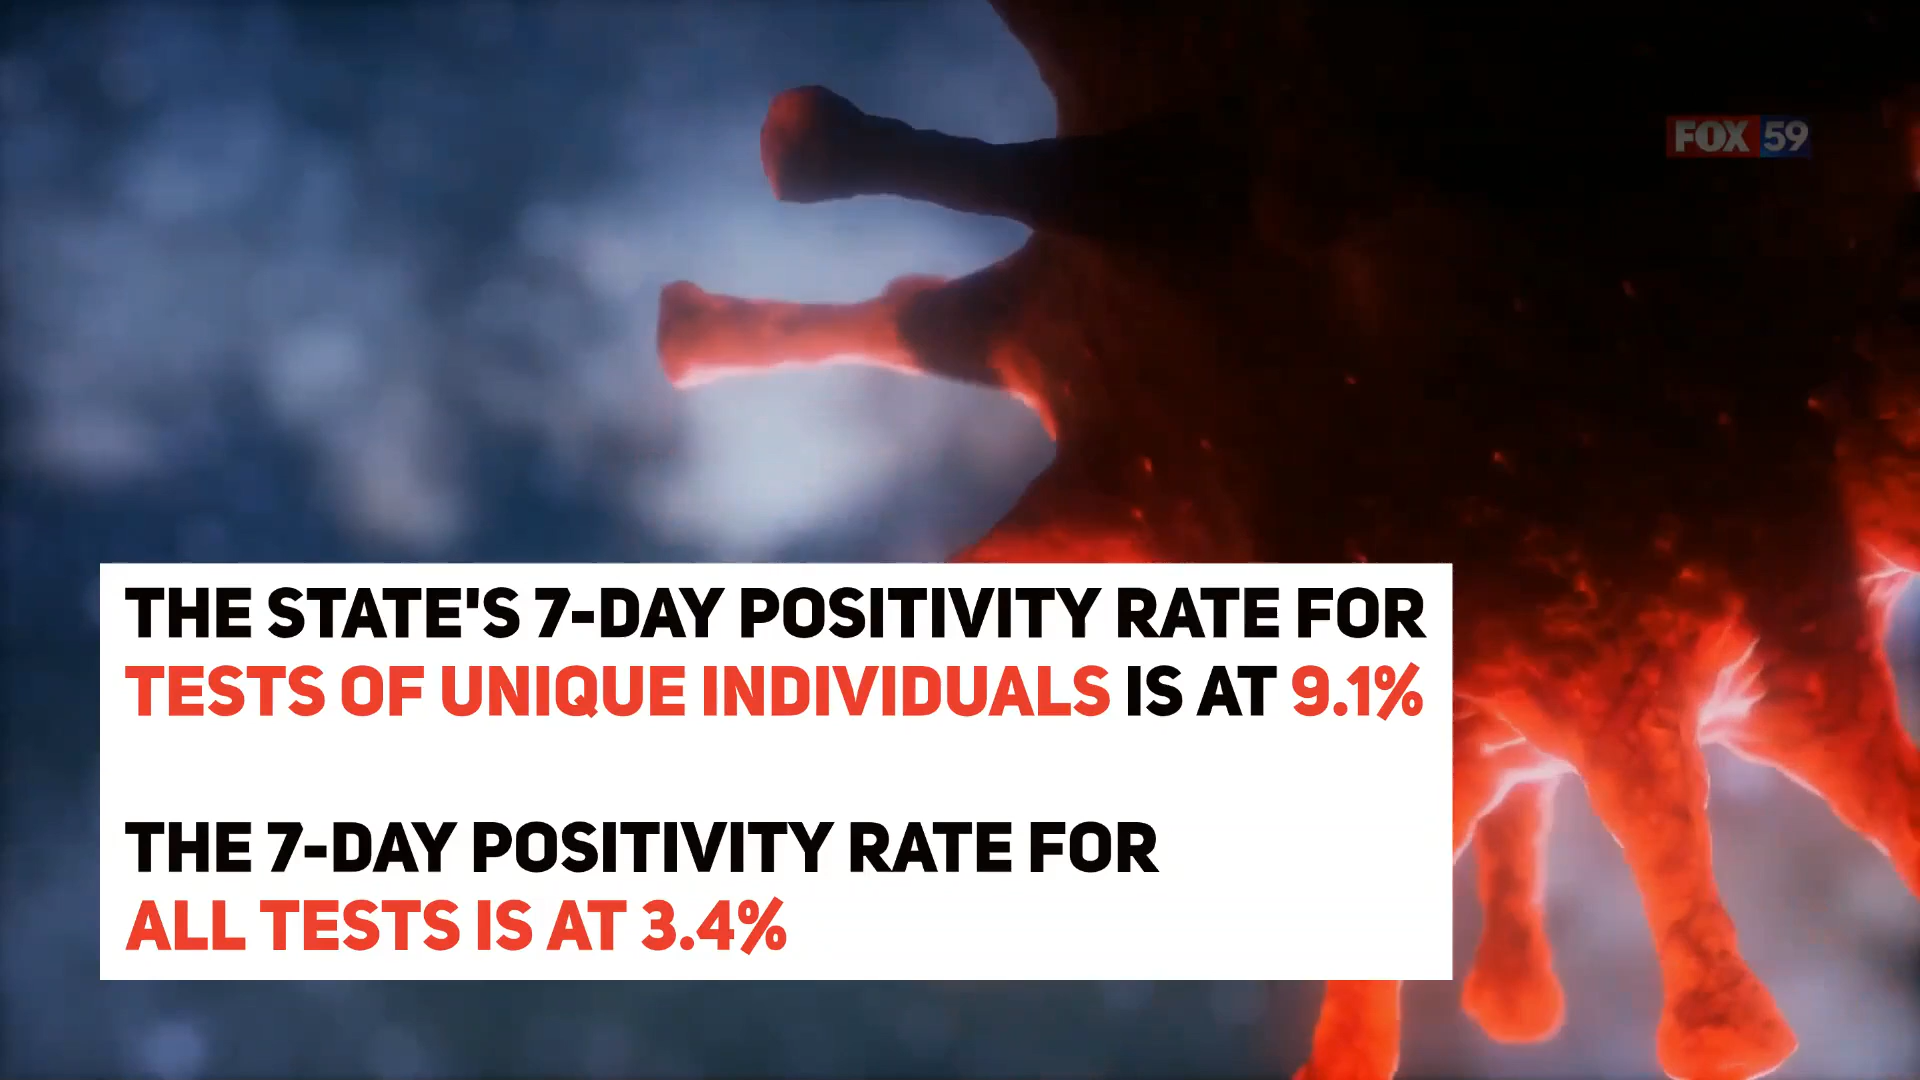 FOX 59
THE STATE'S 7-DAY POSITIVITY RATE FOR
TESTS OF UNIQUE INDIVIDUALS IS AT 9.1%
THE 7-DAY POSITIVITY RATE FOR
ALL TESTS IS AT 3.4%